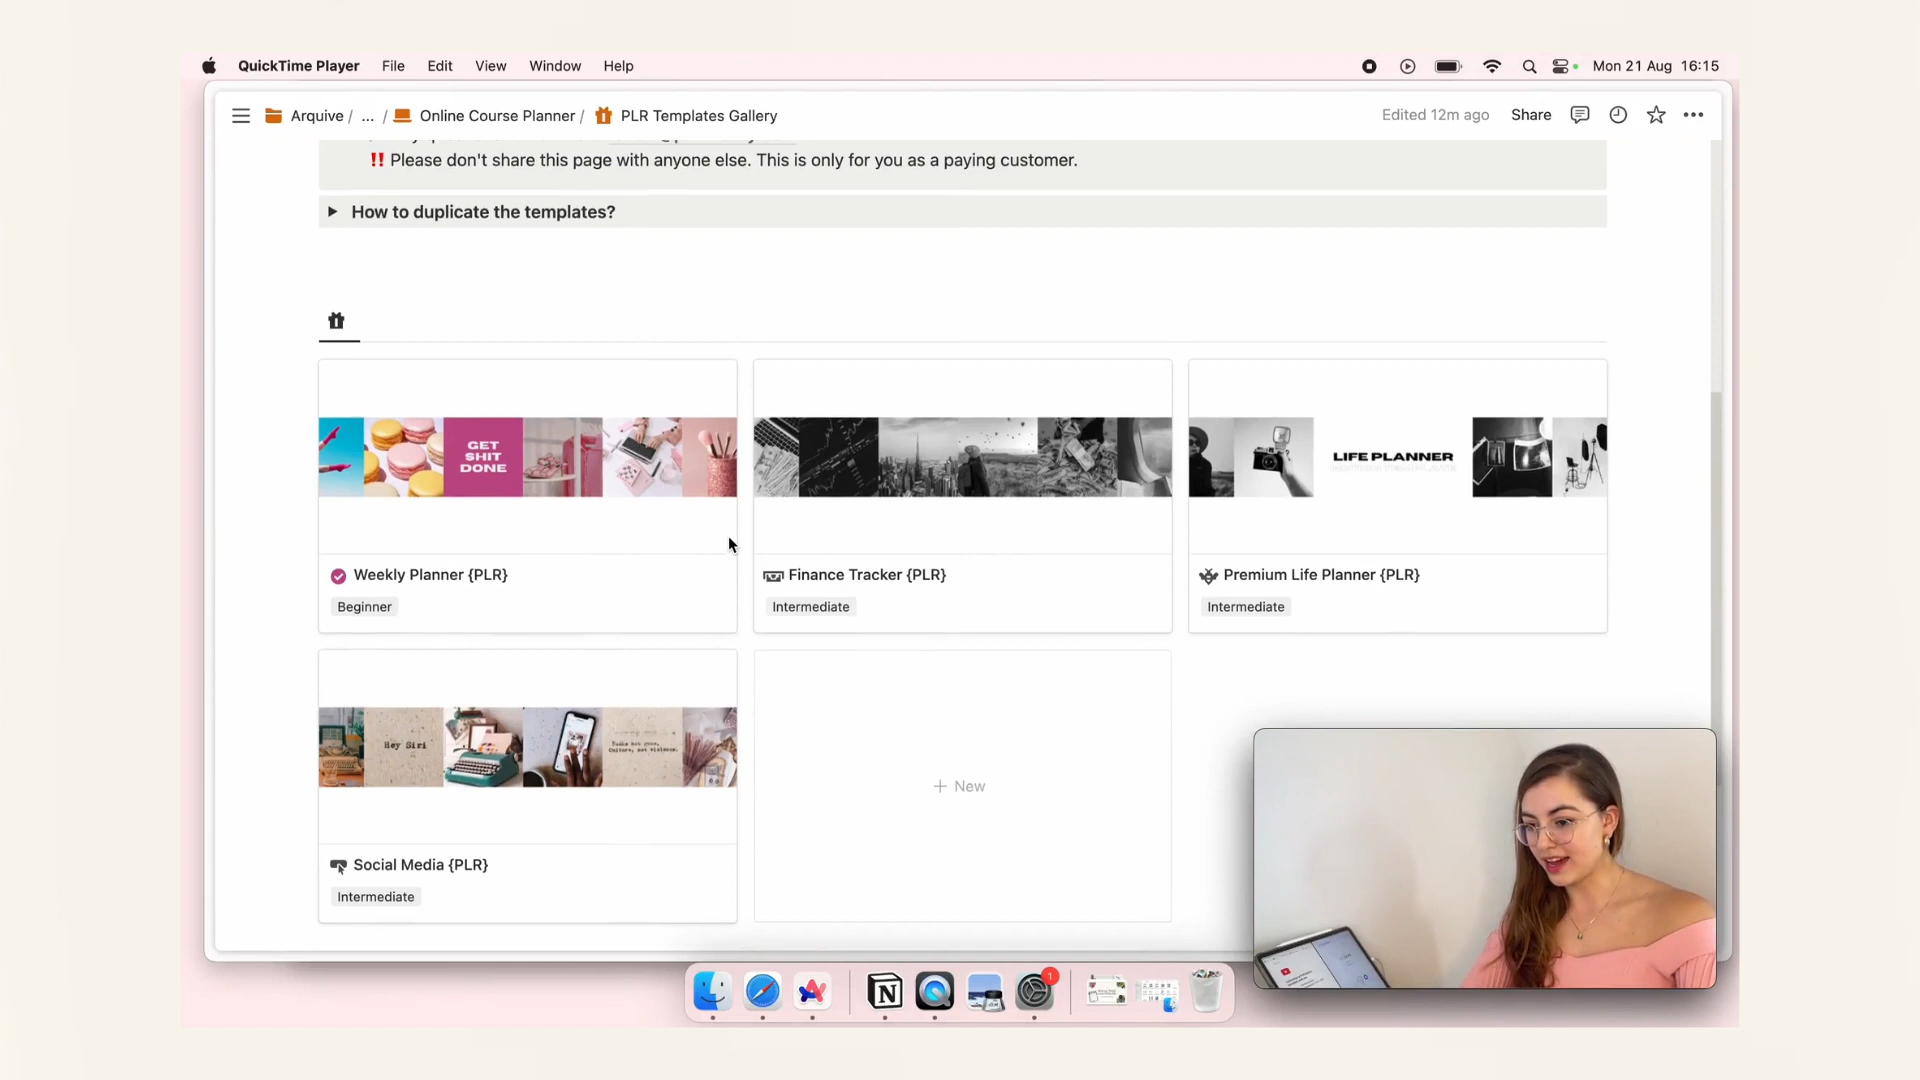 QuickTime Player File Edit View Window Help Mon 21 Aug 16:15
Arquive / ... / Online Course Planner / PLR Templates Gallery Edited 12m ago Share
‼ Please don't share this page with anyone else. This is only for you as a paying customer.
How to duplicate the templates?
GET
SHIT
DONE
LIFE PLANNER
Weekly Planner {PLR}
Beginner
Finance Tracker {PLR}
Intermediate
Premium Life Planner {PLR}
Intermediate
Hey Siri
+ New
Social Media {PLR}
Intermediate
1